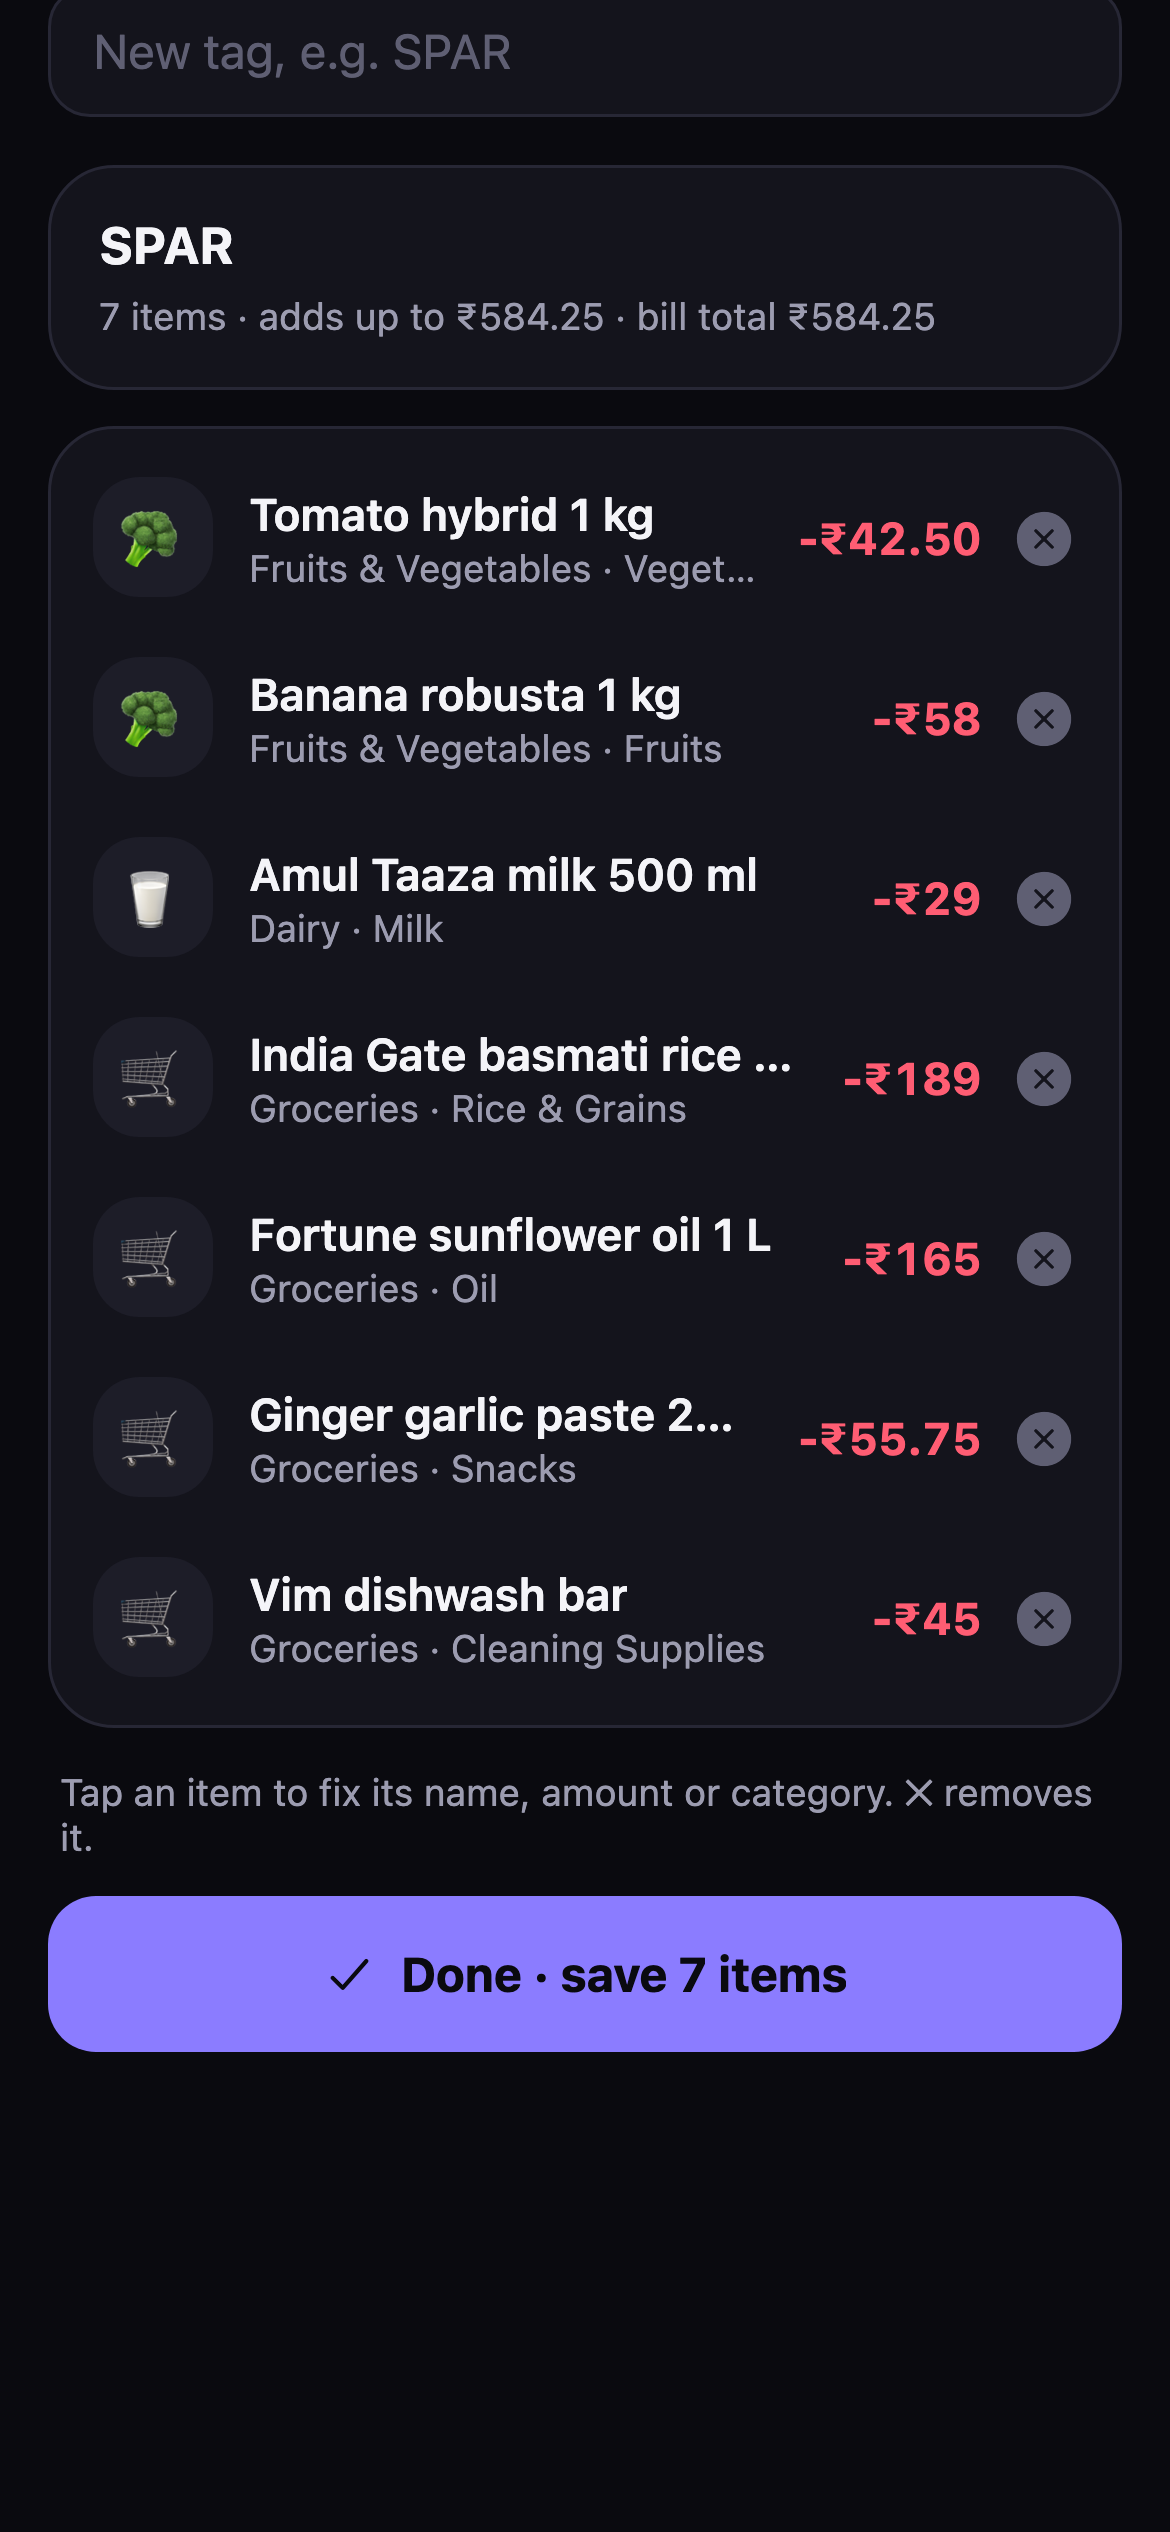 New tag, e.g. SPAR
SPAR
7 items · adds up to ₹584.25 · bill total ₹584.25
Tomato hybrid 1 kg
-₹42.50
Fruits & Vegetables · Veget...
Banana robusta 1 kg
-₹58
Fruits & Vegetables · Fruits
Amul Taaza milk 500 ml
-₹29
Dairy · Milk
India Gate basmati rice ...
-₹189
Groceries · Rice & Grains
Fortune sunflower oil 1 L
-₹165
Groceries · Oil
Ginger garlic paste 2...
-₹55.75
Groceries · Snacks
Vim dishwash bar
-₹45
Groceries · Cleaning Supplies
Tap an item to fix its name, amount or category. ✕ removes
it.
✓ Done · save 7 items